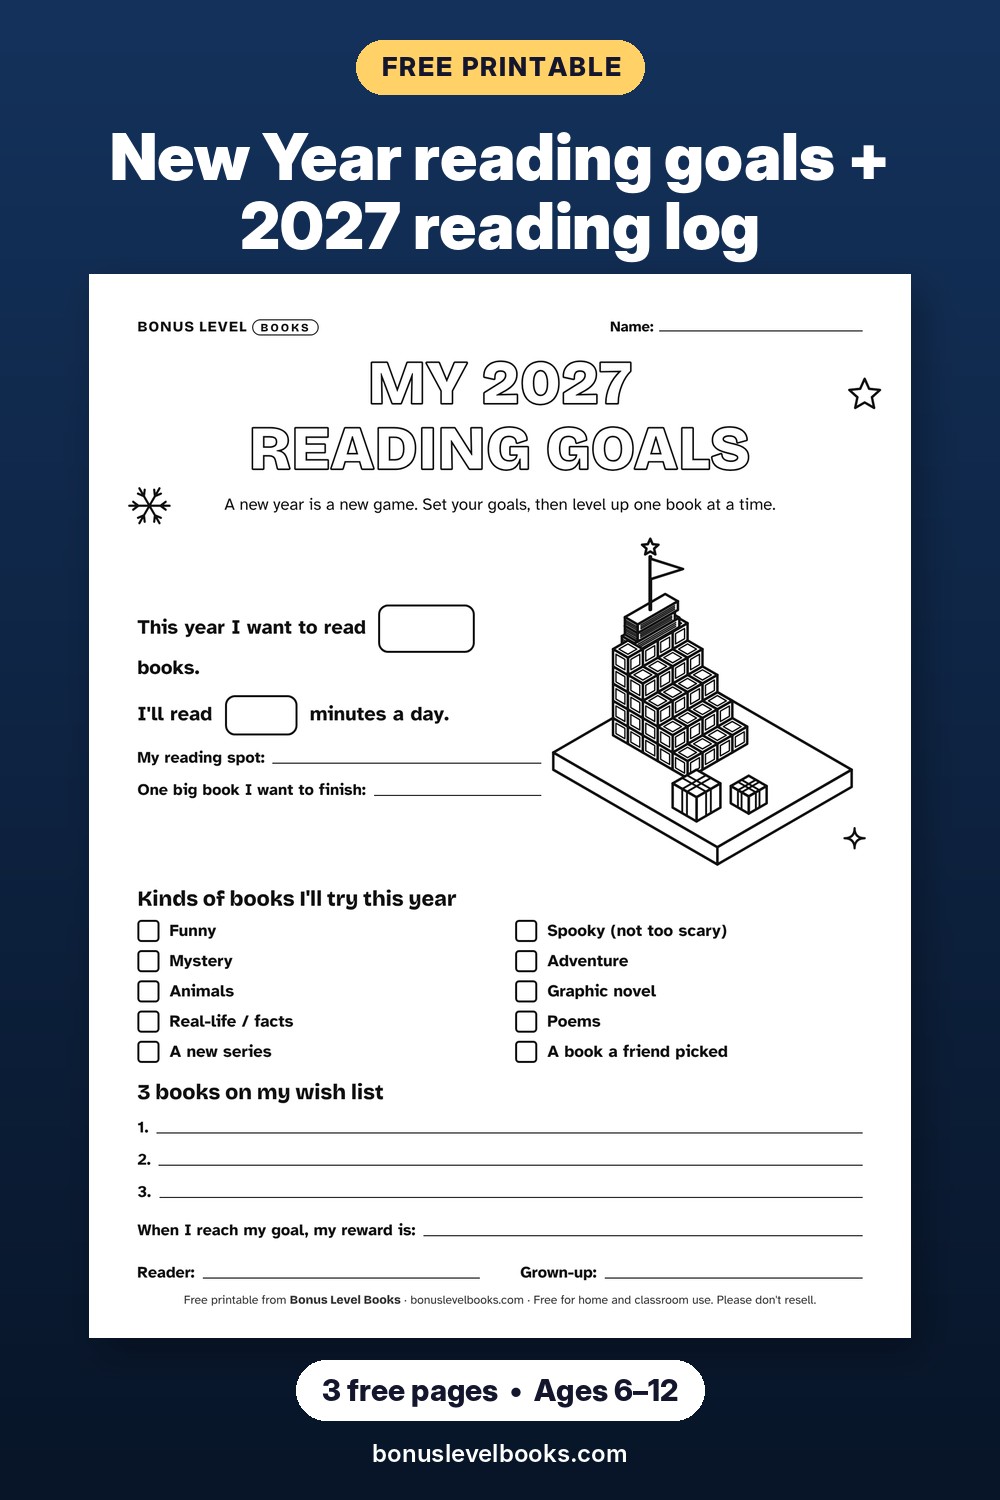 FREE PRINTABLE
New Year reading goals +
2027 reading log
BONUS LEVEL BOOKS
Name:
MY 2027
READING GOALS
A new year is a new game. Set your goals, then level up one book at a time.
This year I want to read
books.
I'll read minutes a day.
My reading spot:
One big book I want to finish:
Kinds of books I'll try this year
Funny
Spooky (not too scary)
Mystery
Adventure
Animals
Graphic novel
Real-life / facts
Poems
A new series
A book a friend picked
3 books on my wish list
1.
2.
3.
When I reach my goal, my reward is:
Reader:
Grown-up:
Free printable from Bonus Level Books · bonuslevelbooks.com · Free for home and classroom use. Please don't resell.
3 free pages • Ages 6–12
bonuslevelbooks.com